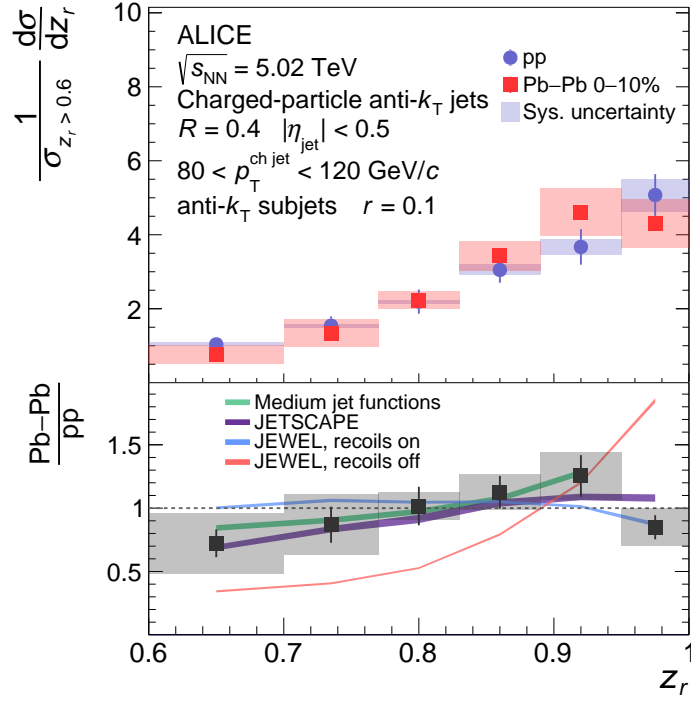 1/σ_{z_r > 0.6} dσ/dz_r
10
8
6
4
2
ALICE
√s_NN = 5.02 TeV
Charged-particle anti-k_T jets
R = 0.4 |η_jet| < 0.5
80 < p_T^{ch jet} < 120 GeV/c
anti-k_T subjets r = 0.1
pp
Pb−Pb 0−10%
Sys. uncertainty
Pb−Pb/pp
1.5
1
0.5
Medium jet functions
JETSCAPE
JEWEL, recoils on
JEWEL, recoils off
0.6 0.7 0.8 0.9 1
z_r